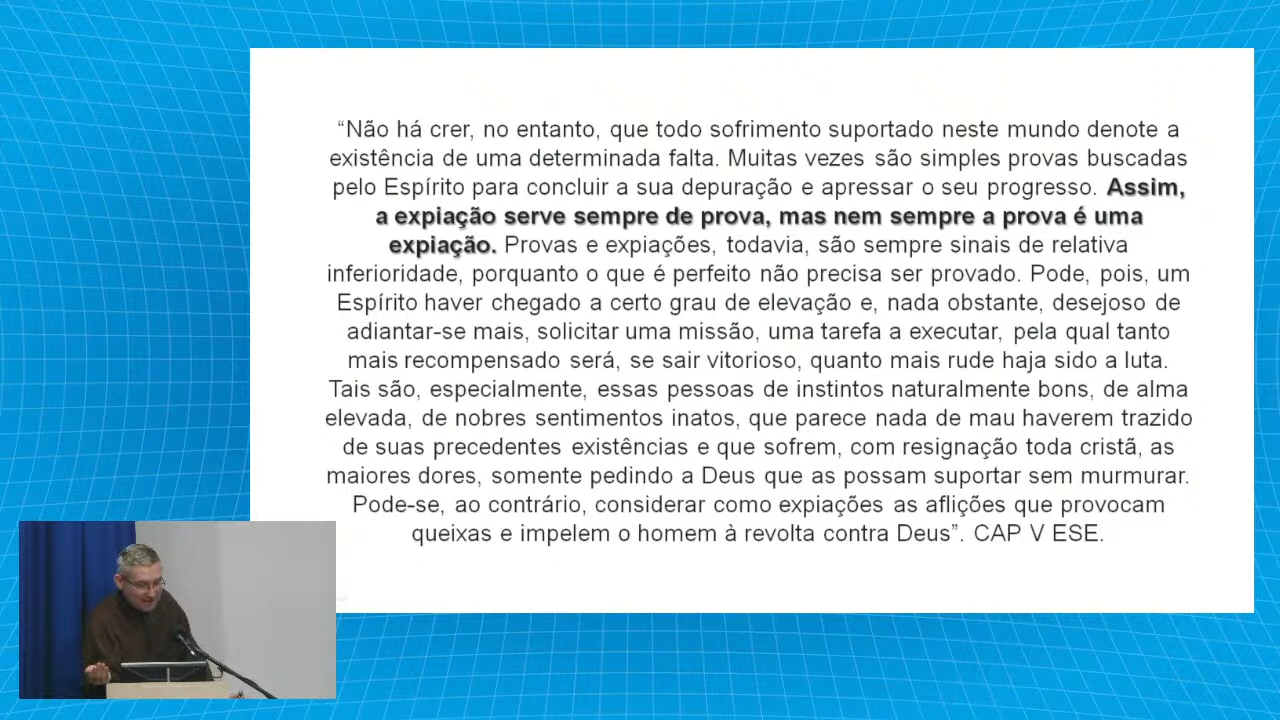 “Não há crer, no entanto, que todo sofrimento suportado neste mundo denote a
existência de uma determinada falta. Muitas vezes são simples provas buscadas
pelo Espírito para concluir a sua depuração e apressar o seu progresso. Assim,
a expiação serve sempre de prova, mas nem sempre a prova é uma
expiação. Provas e expiações, todavia, são sempre sinais de relativa
inferioridade, porquanto o que é perfeito não precisa ser provado. Pode, pois, um
Espírito haver chegado a certo grau de elevação e, nada obstante, desejoso de
adiantar-se mais, solicitar uma missão, uma tarefa a executar, pela qual tanto
mais recompensado será, se sair vitorioso, quanto mais rude haja sido a luta.
Tais são, especialmente, essas pessoas de instintos naturalmente bons, de alma
elevada, de nobres sentimentos inatos, que parece nada de mau haverem trazido
de suas precedentes existências e que sofrem, com resignação toda cristã, as
maiores dores, somente pedindo a Deus que as possam suportar sem murmurar.
Pode-se, ao contrário, considerar como expiações as aflições que provocam
queixas e impelem o homem à revolta contra Deus”. CAP V ESE.